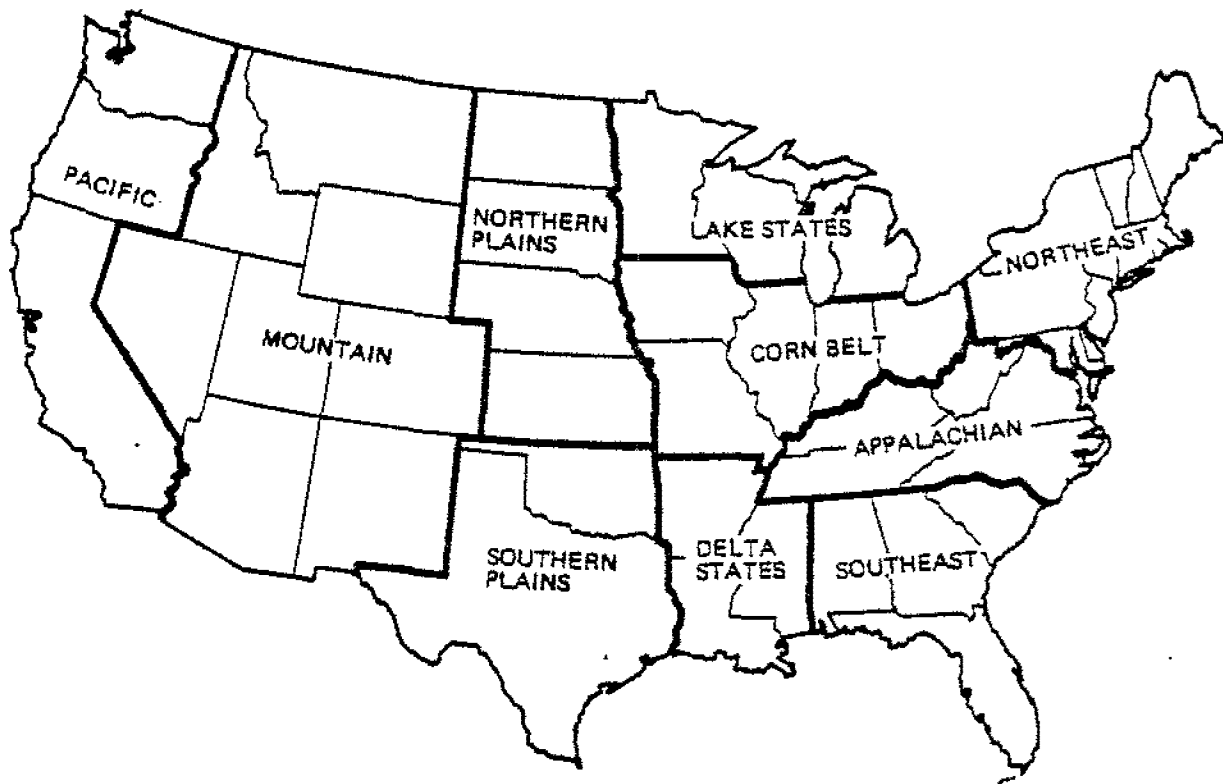 PACIFIC
NORTHERN
PLAINS
LAKE STATES
NORTHEAST
MOUNTAIN
CORN BELT
APPALACHIAN
SOUTHERN
PLAINS
DELTA
STATES
SOUTHEAST